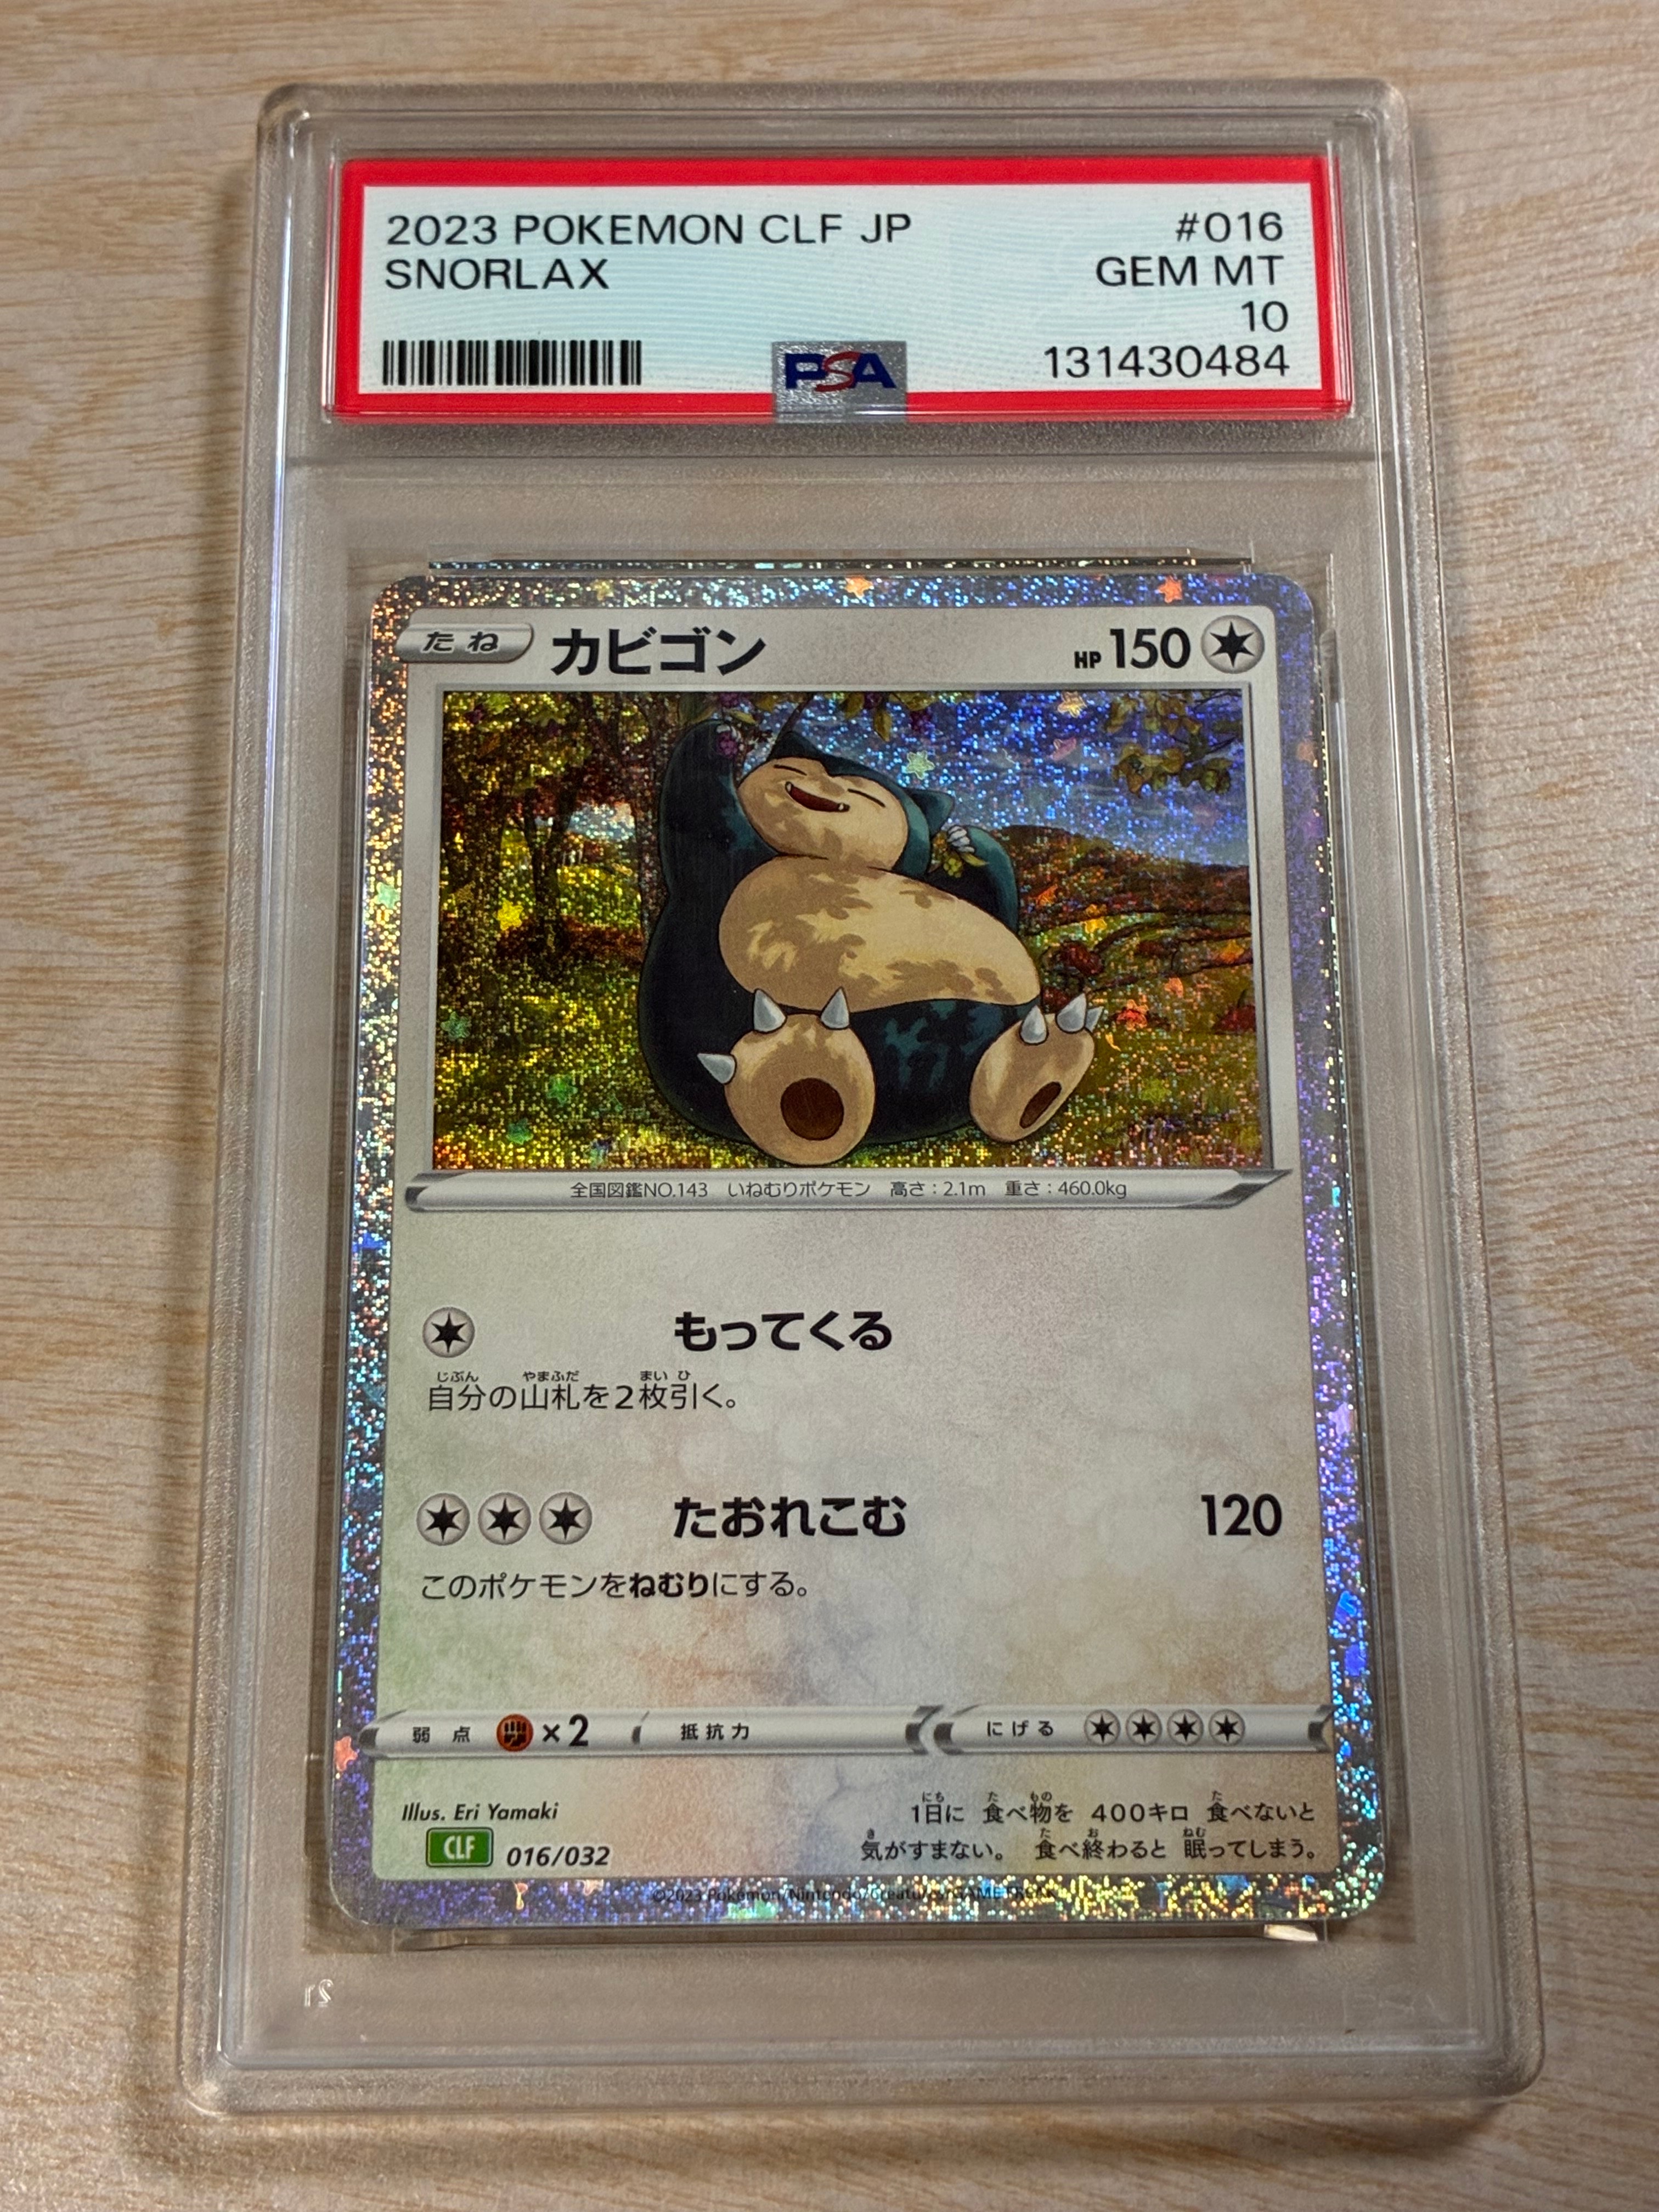 2023 POKEMON CLF JP #016
SNORLAX GEM MT
10
PSA 131430484
たね カビゴン HP 150
全国図鑑NO.143 いねむりポケモン 高さ：2.1m 重さ：460.0kg
もってくる
じぶん やまふだ まい ひ
自分の山札を2枚引く。
たおれこむ 120
このポケモンをねむりにする。
弱点 ×2 抵抗力 にげる
Illus. Eri Yamaki
CLF 016/032
にち た もの た
1日に 食べ物を 400キロ 食べないと
き た お ねむ
気がすまない。 食べ終わると 眠ってしまう。
©2023 Pokémon/Nintendo/Creatures/GAME FREAK